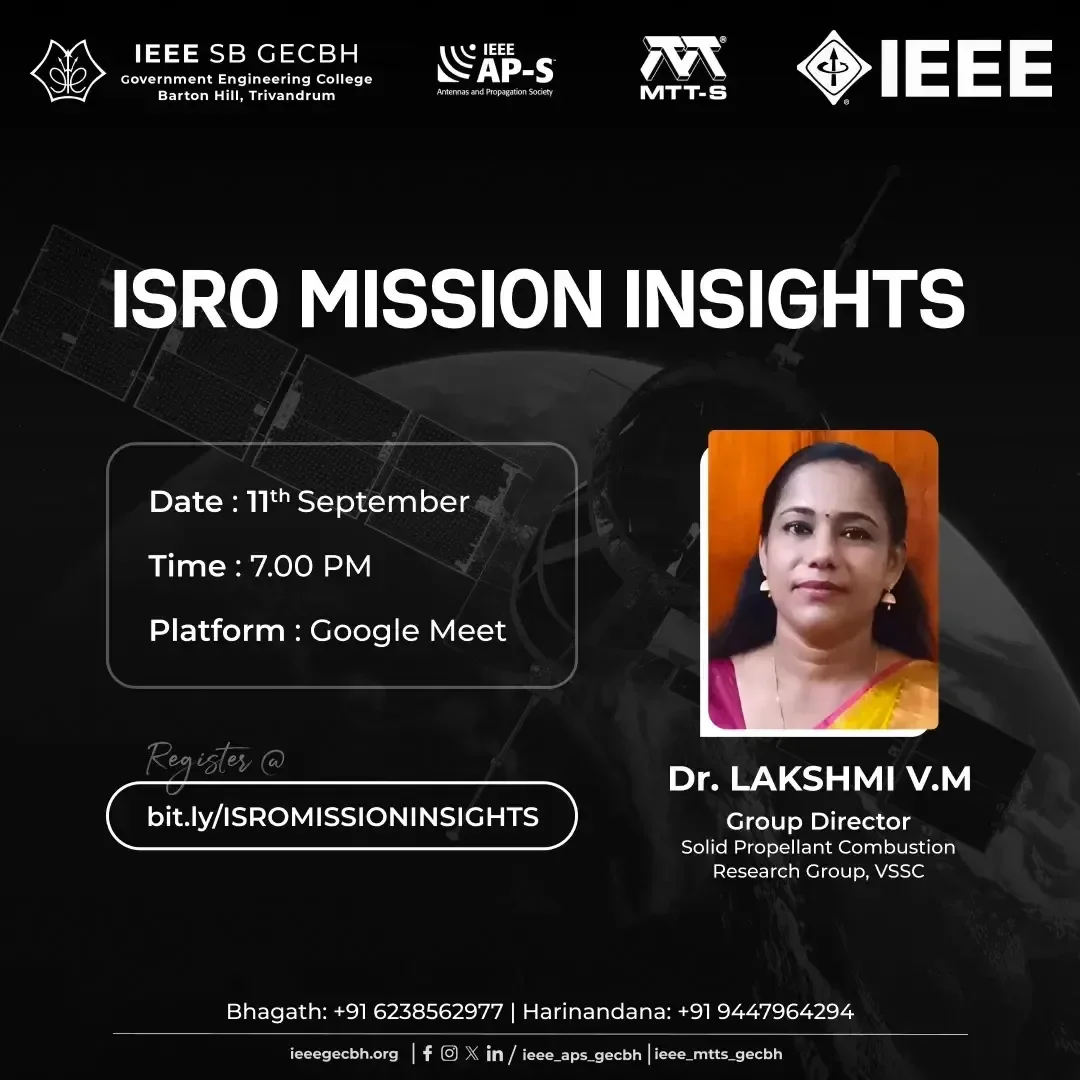 IEEE SB GECBH
Government Engineering College
Barton Hill, Trivandrum
IEEE
AP-S
Antennas and Propagation Society
MTT-S
IEEE
ISRO MISSION INSIGHTS
Date : 11th September
Time : 7.00 PM
Platform : Google Meet
Register @
bit.ly/ISROMISSIONINSIGHTS
Dr. LAKSHMI V.M
Group Director
Solid Propellant Combustion
Research Group, VSSC
Bhagath: +91 6238562977 | Harinandana: +91 9447964294
ieeegecbh.org | / ieee_aps_gecbh | ieee_mtts_gecbh